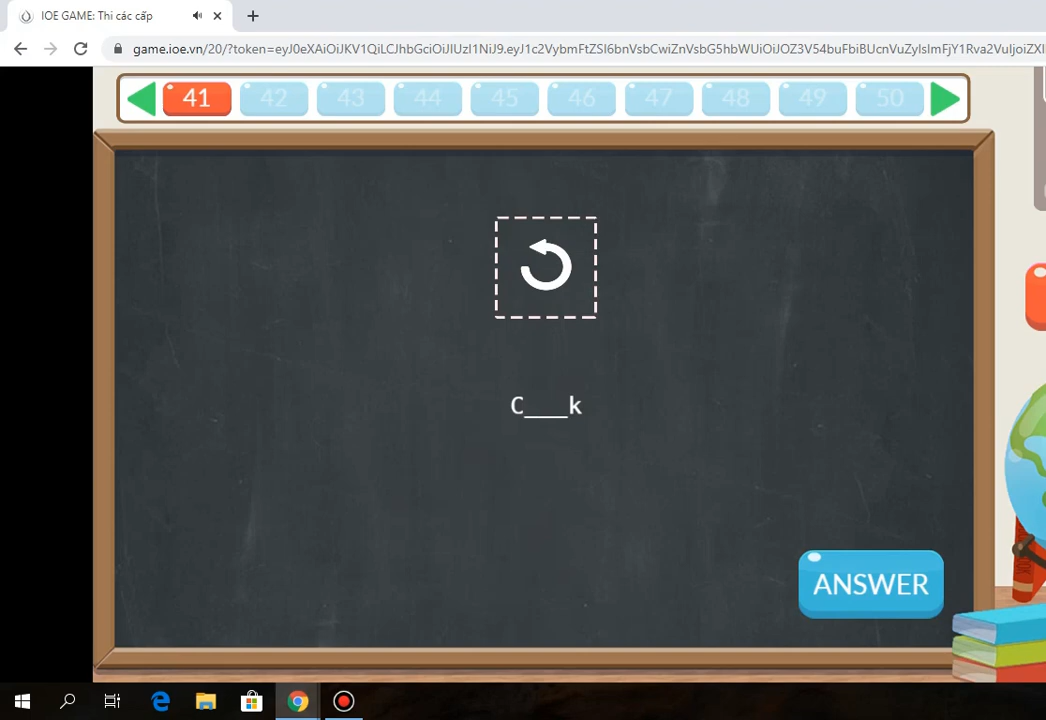 IOE GAME: Thi các cấp
game.ioe.vn/20/?token=eyJ0eXAiOiJKV1QiLCJhbGciOiJIUzI1NiJ9.eyJ1c2VybmFtZSI6bnVsbCwiZnVsbG5hbWUiOiJOZ3V54buFbiBUcnVuZyIsImFjY1Rva2VuIjoiZXlK
41 42 43 44 45 46 47 48 49 50
C___k
ANSWER